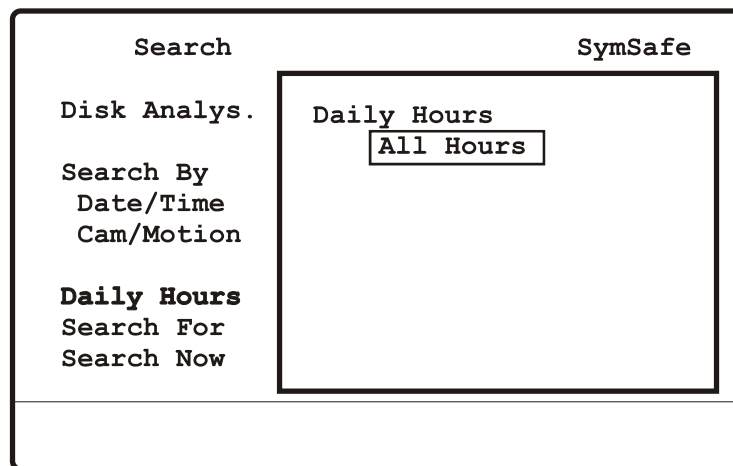 Search SymSafe
Disk Analys.
Search By
Date/Time
Cam/Motion
Daily Hours
Search For
Search Now
Daily Hours
All Hours